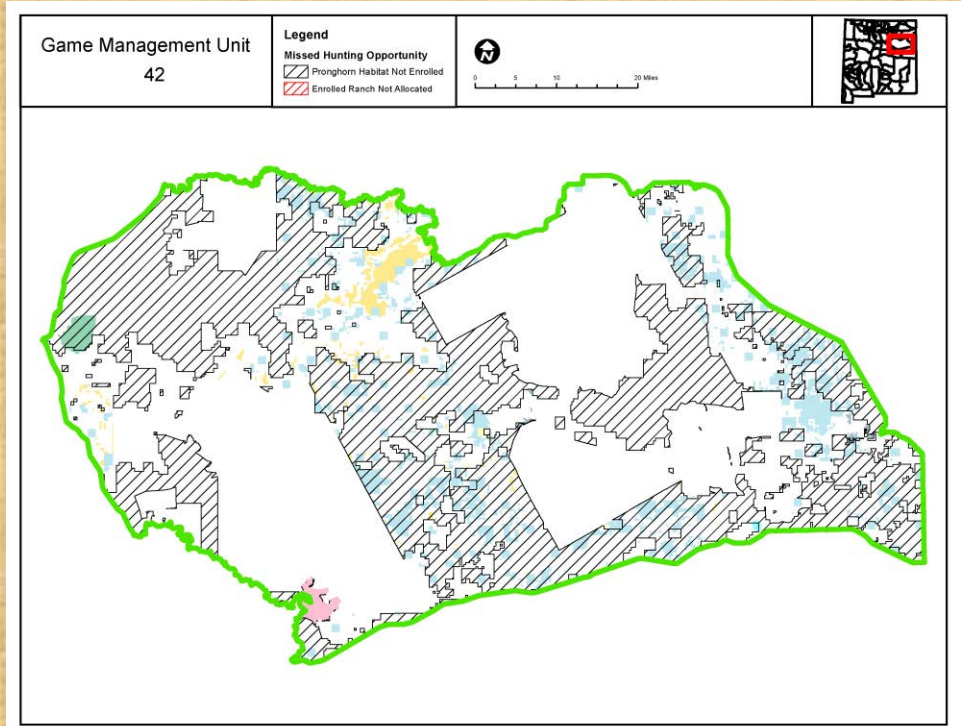 Game Management Unit
42
Legend
Missed Hunting Opportunity
Pronghorn Habitat Not Enrolled
Enrolled Ranch Not Allocated
N
0 5 10 20 Miles